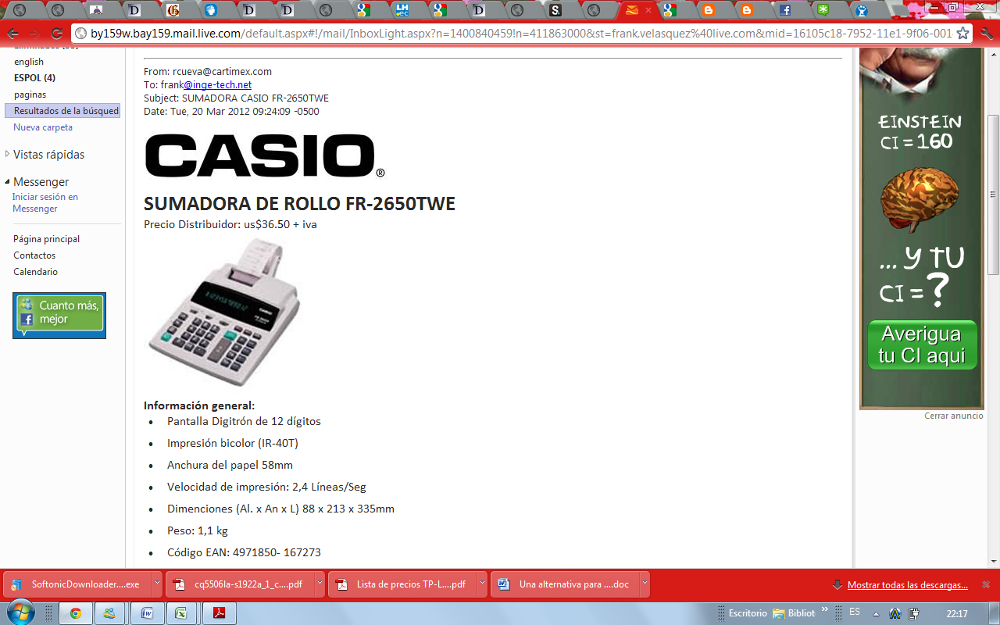 by159w.bay159.mail.live.com/default.aspx#!/mail/InboxLight.aspx?n=1400840459!n=411863000&st=frank.velasquez%40live.com&mid=16105c18-7952-11e1-9f06-001
english
ESPOL (4)
paginas
Resultados de la búsqued
Nueva carpeta
Vistas rápidas
Messenger
Iniciar sesión en
Messenger
Página principal
Contactos
Calendario
Cuanto más,
mejor
From: rcueva@cartimex.com
To: frank@inge-tech.net
Subject: SUMADORA CASIO FR-2650TWE
Date: Tue, 20 Mar 2012 09:24:09 -0500
CASIO®
SUMADORA DE ROLLO FR-2650TWE
Precio Distribuidor: us$36.50 + iva
Información general:
• Pantalla Digitrón de 12 dígitos
• Impresión bicolor (IR-40T)
• Anchura del papel 58mm
• Velocidad de impresión: 2,4 Líneas/Seg
• Dimenciones (Al. x An x L) 88 x 213 x 335mm
• Peso: 1,1 kg
• Código EAN: 4971850- 167273
EINSTEIN
CI = 160
... Y TU
CI = ?
Averigua
tu CI aqui
Cerrar anuncio
SoftonicDownloader....exe
cq5506la-s1922a_1_c....pdf
Lista de precios TP-L....pdf
Una alternativa para ....doc
Mostrar todas las descargas...
Escritorio
Bibliot
ES
22:17